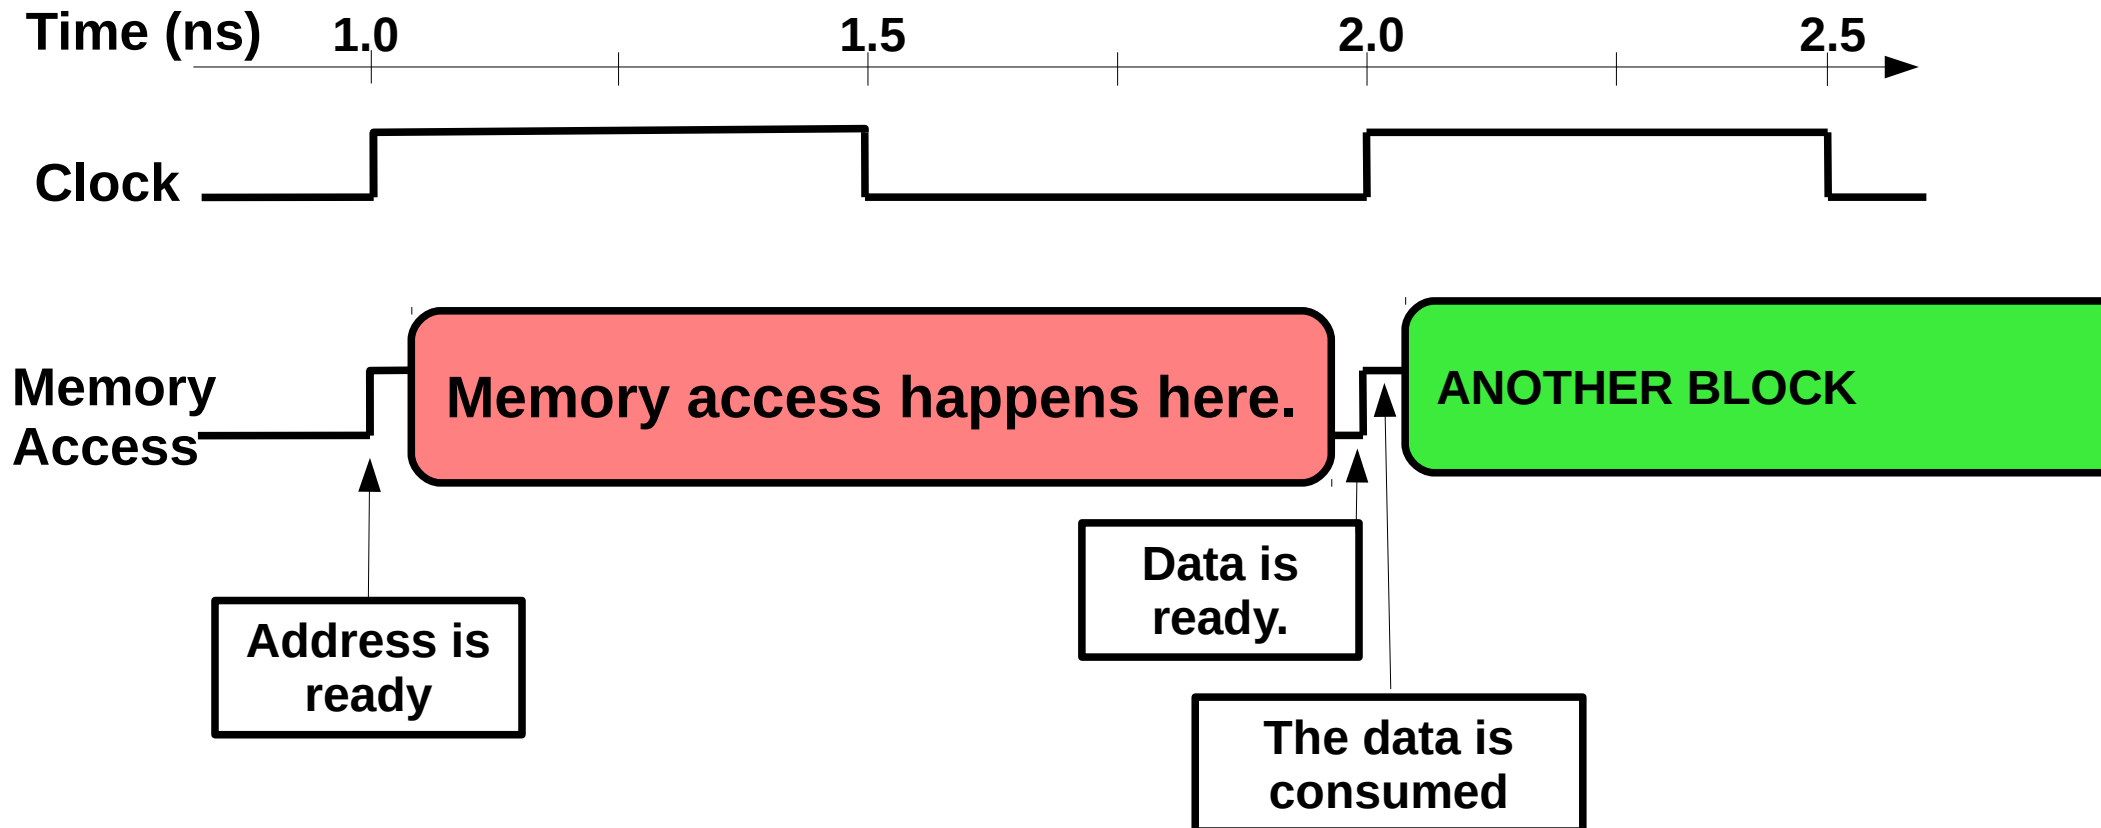 Time (ns) 1.0 1.5 2.0 2.5
Clock
Memory
Access
Memory access happens here.
ANOTHER BLOCK
Address is
ready
Data is
ready.
The data is
consumed